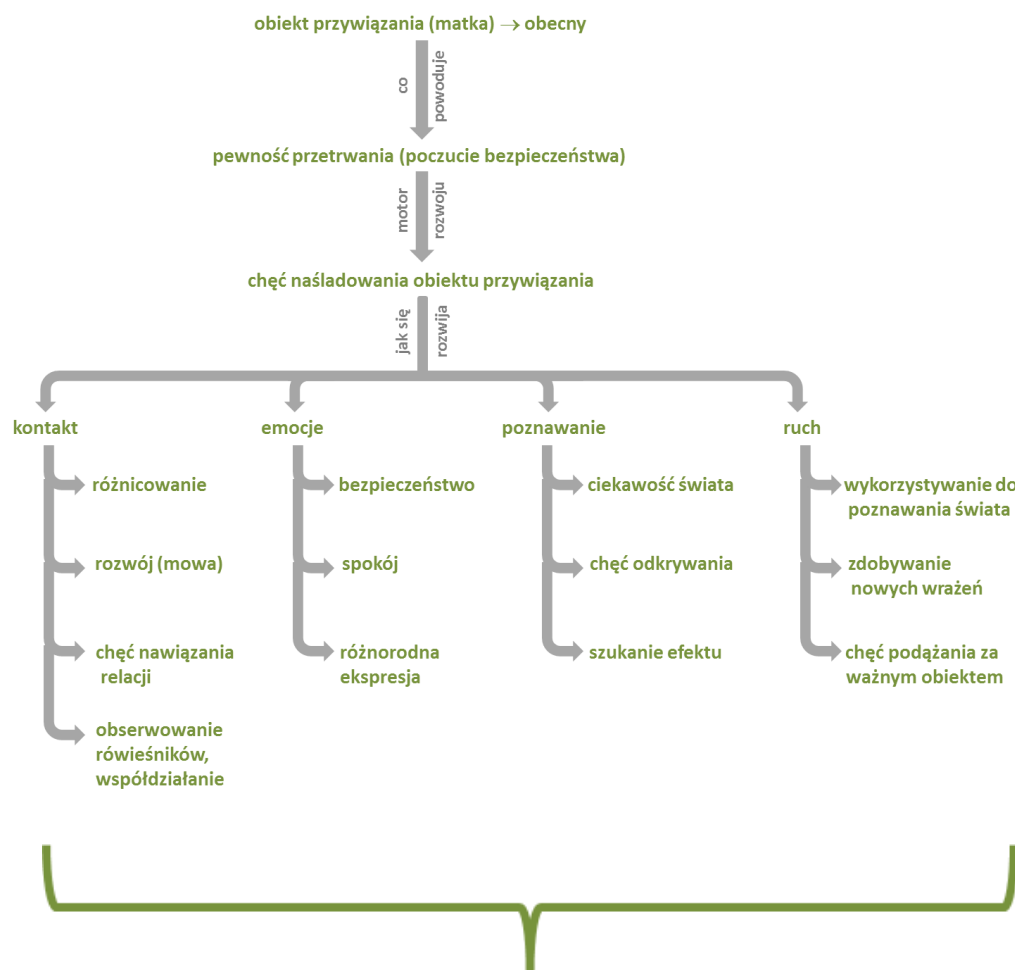 obiekt przywiązania (matka) → obecny
co
powoduje
pewność przetrwania (poczucie bezpieczeństwa)
motor
rozwoju
chęć naśladowania obiektu przywiązania
jak się
rozwija
kontakt
różnicowanie
rozwój (mowa)
chęć nawiązania
relacji
obserwowanie
rówieśników,
współdziałanie
emocje
bezpieczeństwo
spokój
różnorodna
ekspresja
poznawanie
ciekawość świata
chęć odkrywania
szukanie efektu
ruch
wykorzystywanie do
poznawania świata
zdobywanie
nowych wrażeń
chęć podążania za
ważnym obiektem